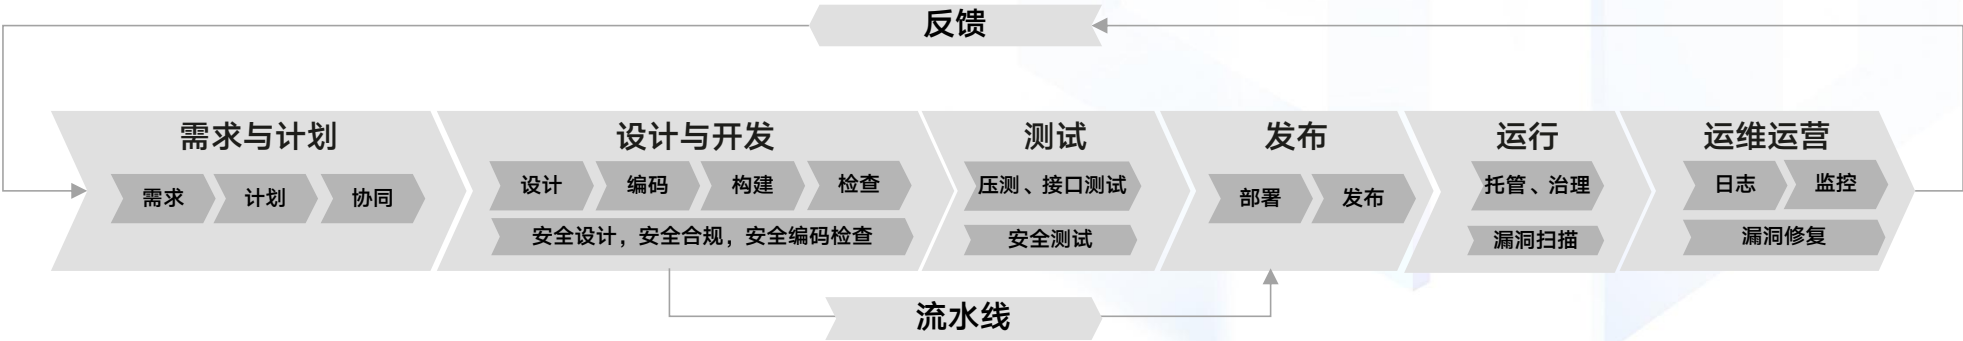 反馈
需求与计划
需求
计划
协同
设计与开发
设计
编码
构建
检查
安全设计，安全合规，安全编码检查
测试
压测、接口测试
安全测试
发布
部署
发布
运行
托管、治理
漏洞扫描
运维运营
日志
监控
漏洞修复
流水线